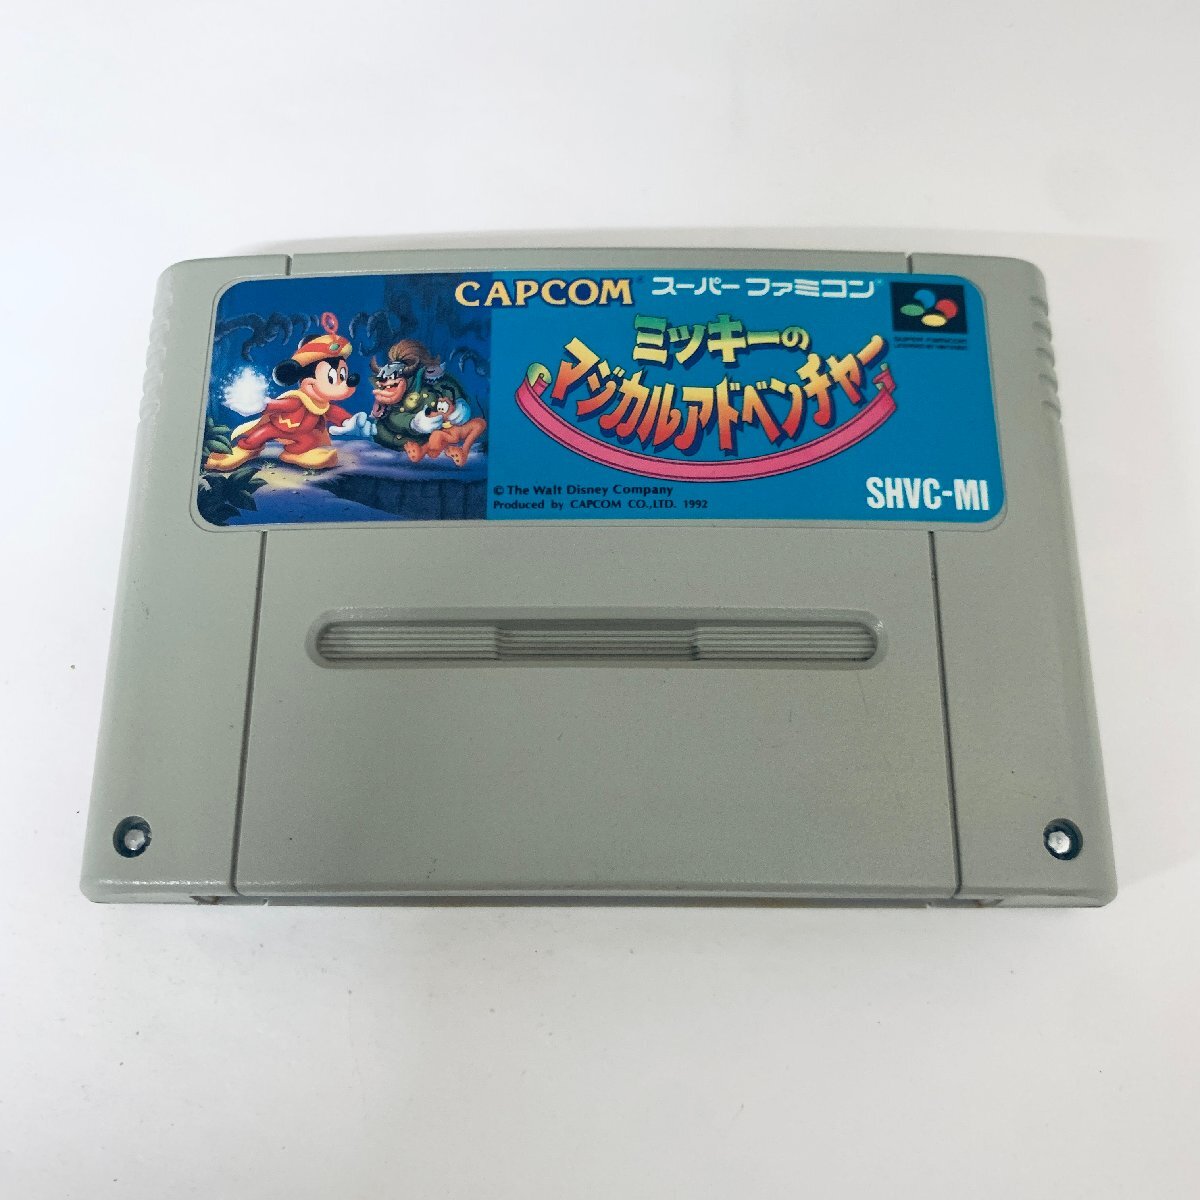 CAPCOM スーパーファミコン
ミッキーの
マジカルアドベンチャー
SUPER FAMICOM
© The Walt Disney Company
Produced by CAPCOM CO.,LTD. 1992
SHVC-MI